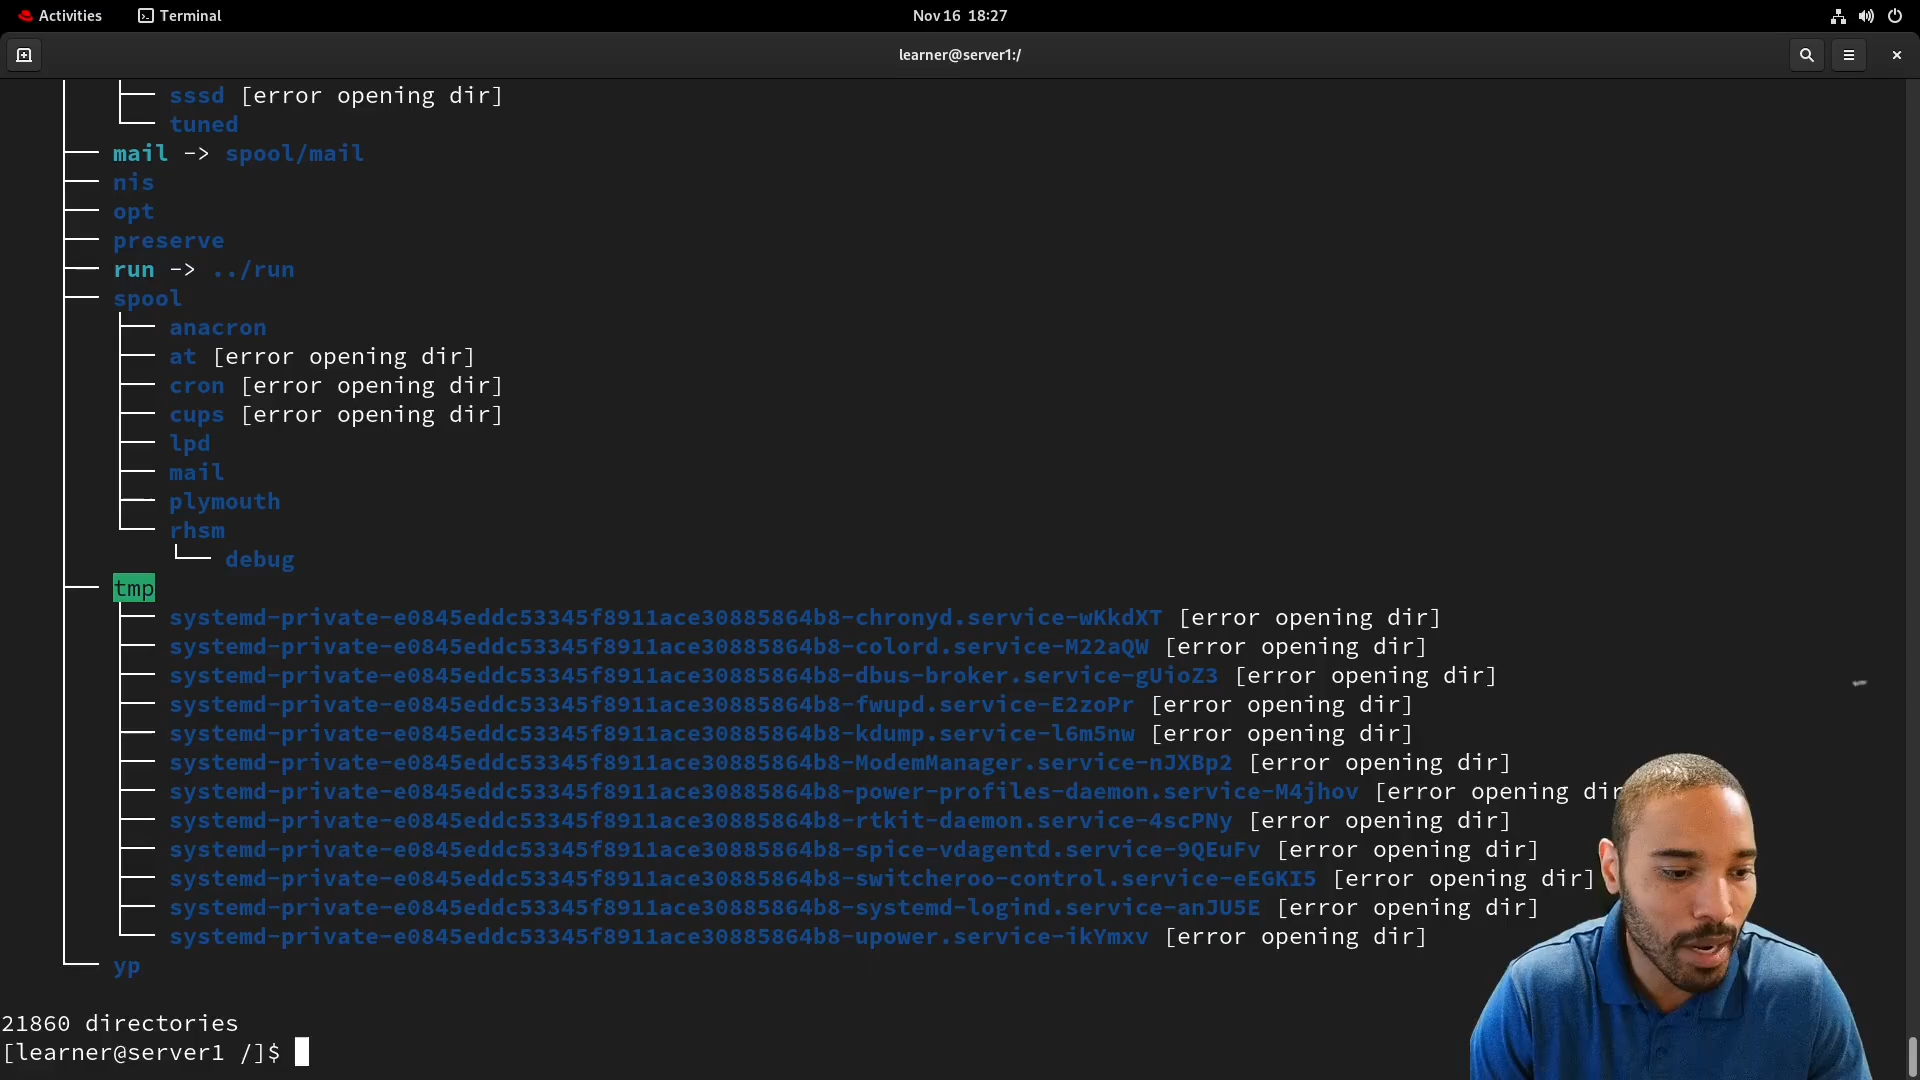 Activities Terminal Nov 16 18:27
learner@server1:/
├── sssd [error opening dir]
└── tuned
├── mail -> spool/mail
├── nis
├── opt
├── preserve
├── run -> ../run
├── spool
├── anacron
├── at [error opening dir]
├── cron [error opening dir]
├── cups [error opening dir]
├── lpd
├── mail
├── plymouth
└── rhsm
└── debug
├── tmp
├── systemd-private-e0845eddc53345f8911ace30885864b8-chronyd.service-wKkdXT [error opening dir]
├── systemd-private-e0845eddc53345f8911ace30885864b8-colord.service-M22aQW [error opening dir]
├── systemd-private-e0845eddc53345f8911ace30885864b8-dbus-broker.service-gUioZ3 [error opening dir]
├── systemd-private-e0845eddc53345f8911ace30885864b8-fwupd.service-E2zoPr [error opening dir]
├── systemd-private-e0845eddc53345f8911ace30885864b8-kdump.service-l6m5nw [error opening dir]
├── systemd-private-e0845eddc53345f8911ace30885864b8-ModemManager.service-nJXBp2 [error opening dir]
├── systemd-private-e0845eddc53345f8911ace30885864b8-power-profiles-daemon.service-M4jhov [error opening dir
├── systemd-private-e0845eddc53345f8911ace30885864b8-rtkit-daemon.service-4scPNy [error opening dir]
├── systemd-private-e0845eddc53345f8911ace30885864b8-spice-vdagentd.service-9QEuFv [error opening dir]
├── systemd-private-e0845eddc53345f8911ace30885864b8-switcheroo-control.service-eEGKI5 [error opening dir]
├── systemd-private-e0845eddc53345f8911ace30885864b8-systemd-logind.service-anJU5E [error opening dir]
└── systemd-private-e0845eddc53345f8911ace30885864b8-upower.service-ikYmxv [error opening dir]
└── yp
21860 directories
[learner@server1 /]$